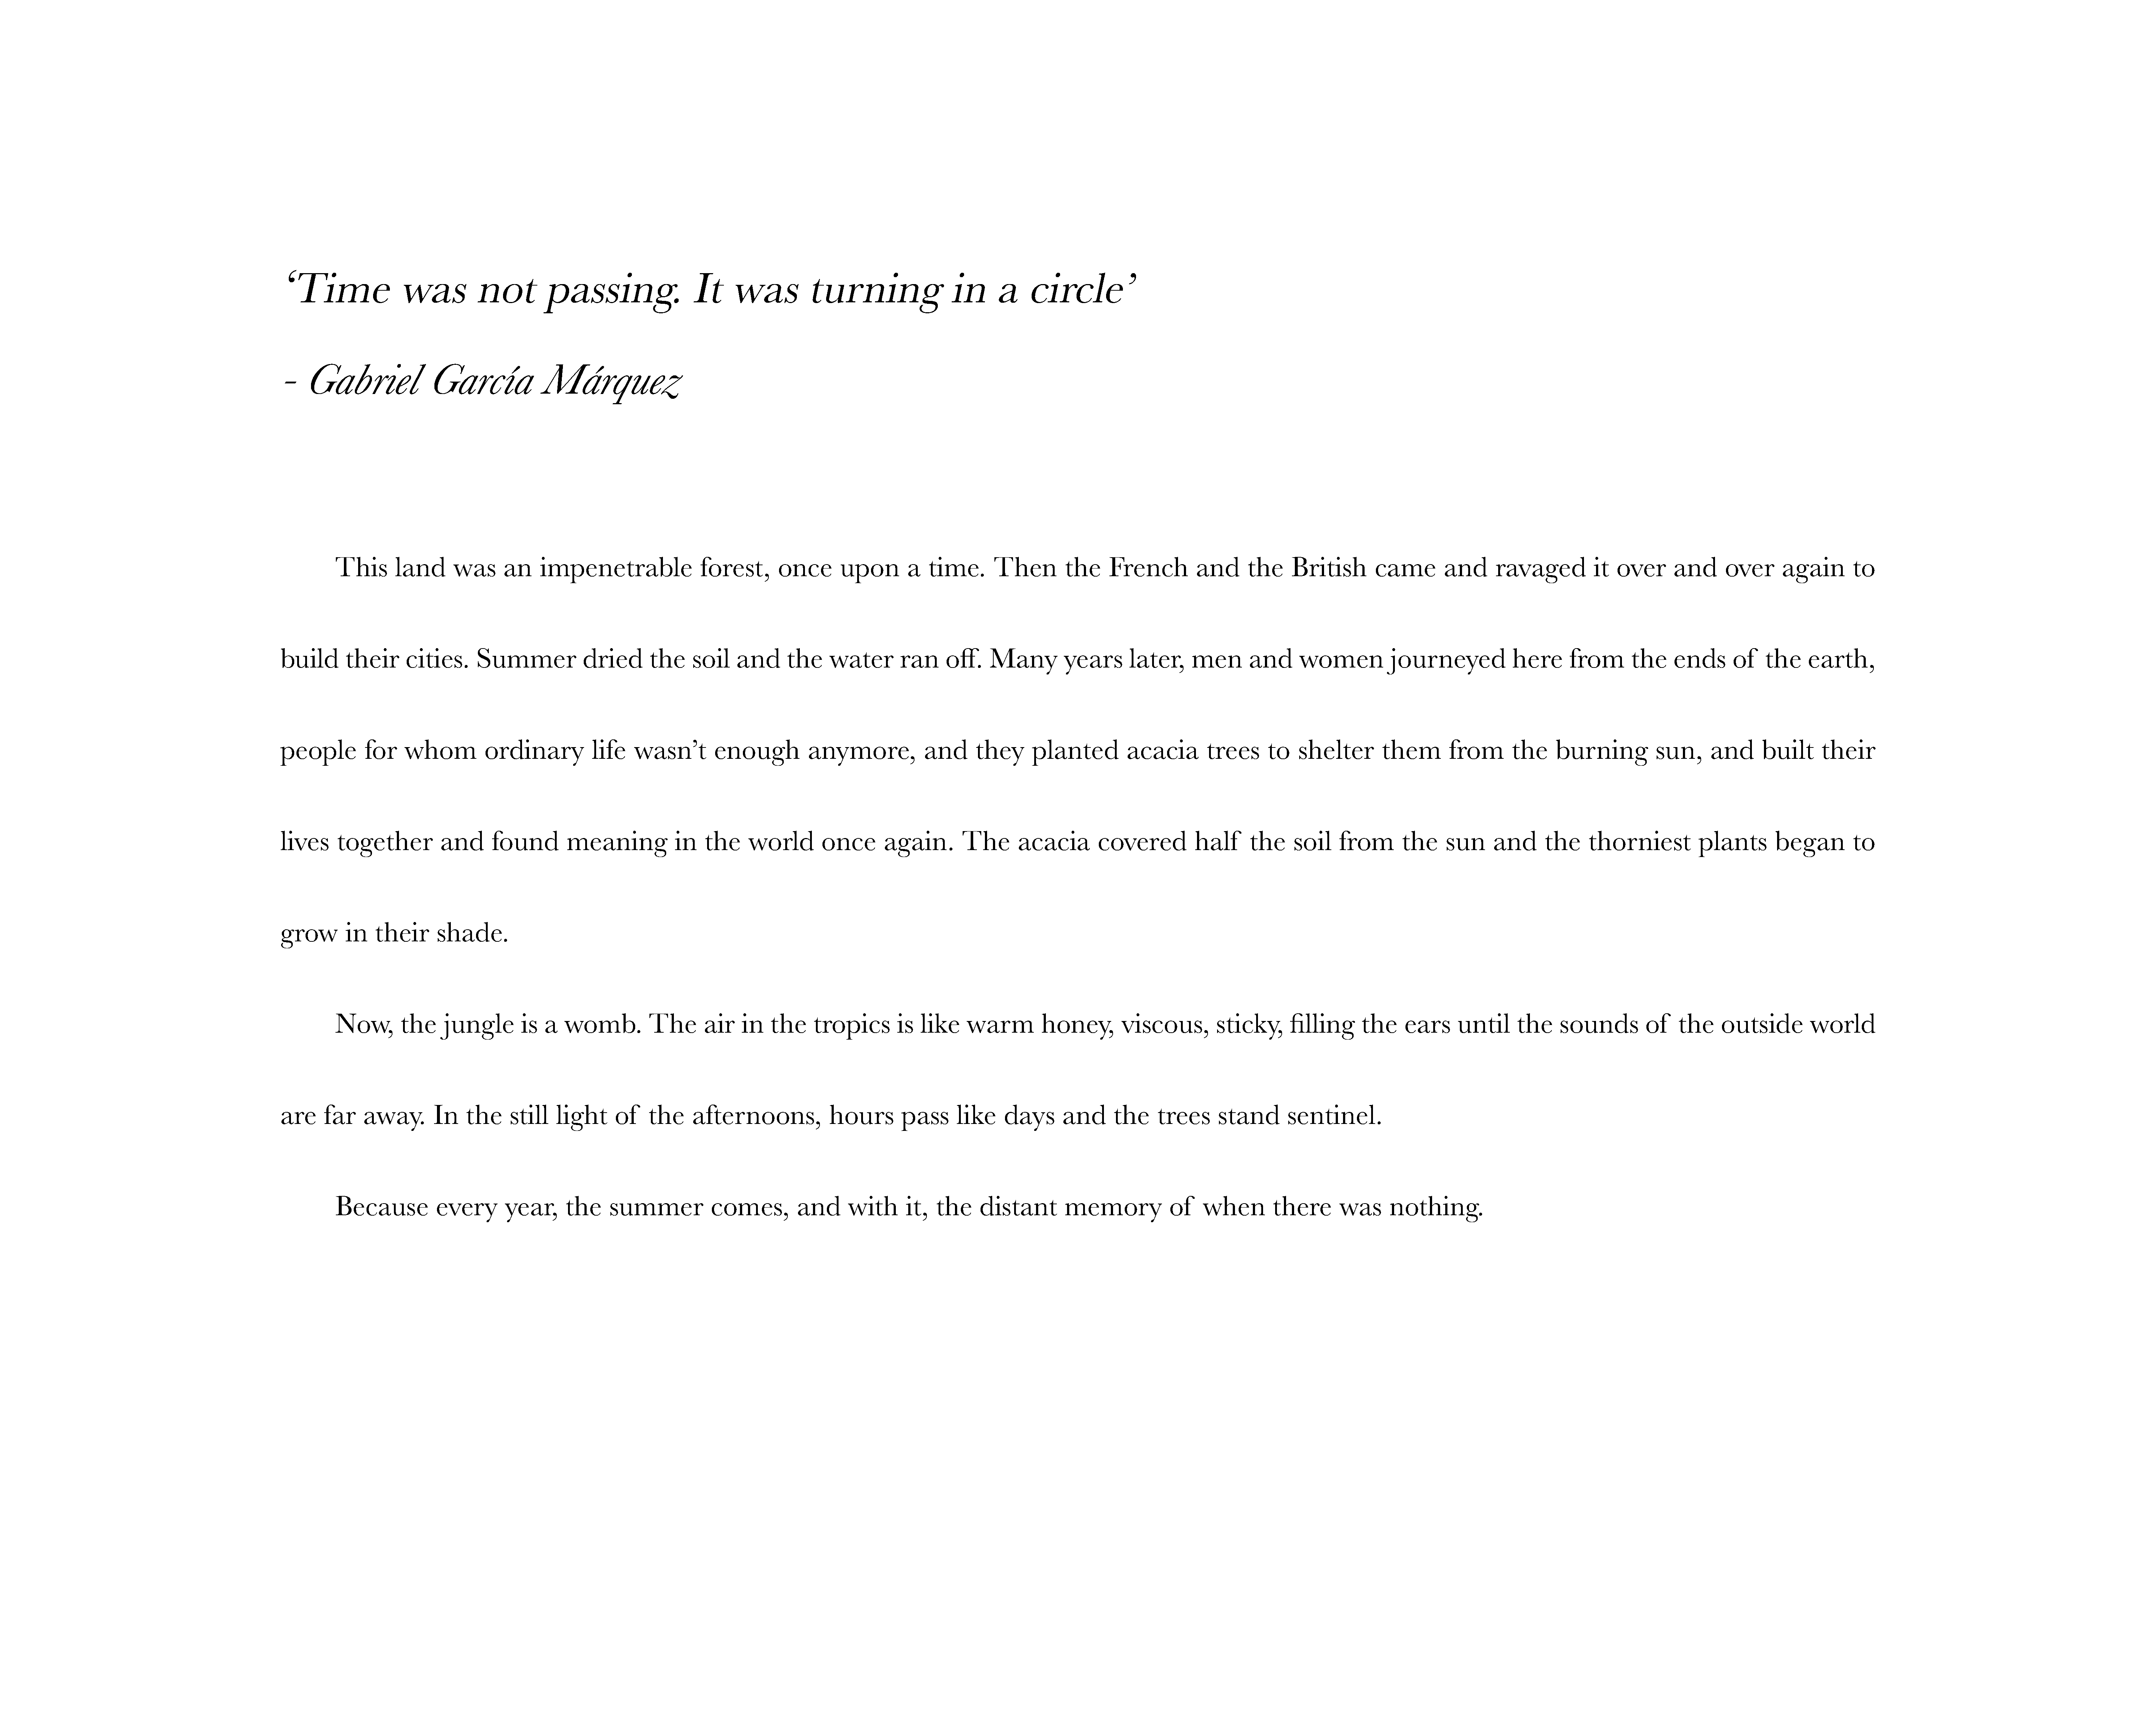 ‘Time was not passing. It was turning in a circle’
- Gabriel García Márquez
This land was an impenetrable forest, once upon a time. Then the French and the British came and ravaged it over and over again to
build their cities. Summer dried the soil and the water ran off. Many years later, men and women journeyed here from the ends of the earth,
people for whom ordinary life wasn’t enough anymore, and they planted acacia trees to shelter them from the burning sun, and built their
lives together and found meaning in the world once again. The acacia covered half the soil from the sun and the thorniest plants began to
grow in their shade.
Now, the jungle is a womb. The air in the tropics is like warm honey, viscous, sticky, filling the ears until the sounds of the outside world
are far away. In the still light of the afternoons, hours pass like days and the trees stand sentinel.
Because every year, the summer comes, and with it, the distant memory of when there was nothing.